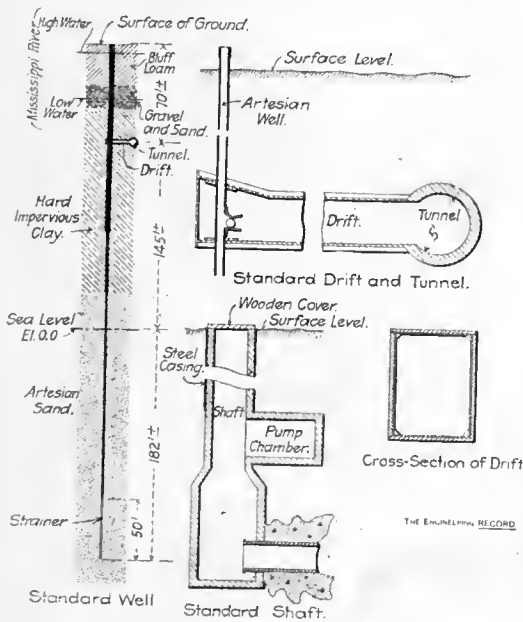 High Water
Surface of Ground.
Mississippi River
Bluff
Loam
70'±
Low
Water
Gravel
and Sand.
Tunnel.
Drift.
Hard
Impervious
Clay.
145'±
Sea Level
El. 0.0
Artesian
Sand.
182'±
Strainer
50'
Standard Well
Surface Level.
Artesian
Well.
Drift.
Tunnel
Standard Drift and Tunnel.
Wooden Cover.
Surface Level.
Steel
Casing.
Shaft
Pump
Chamber.
Standard Shaft.
Cross-Section of Drift
THE ENGINEERING RECORD